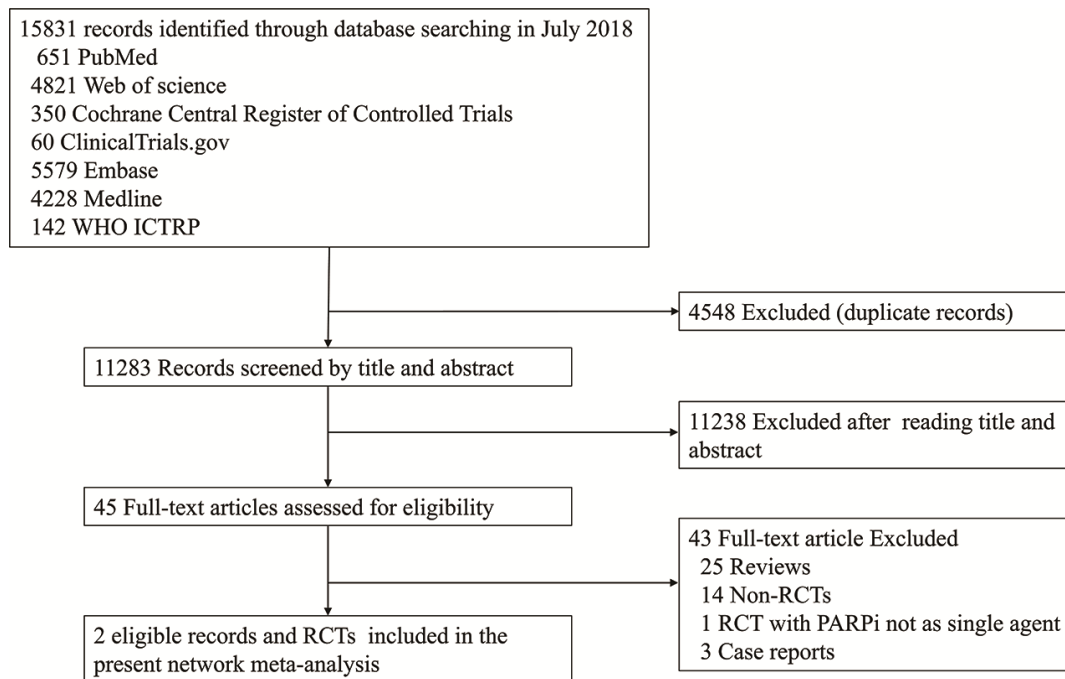 15831 records identified through database searching in July 2018
651 PubMed
4821 Web of science
350 Cochrane Central Register of Controlled Trials
60 ClinicalTrials.gov
5579 Embase
4228 Medline
142 WHO ICTRP
4548 Excluded (duplicate records)
11283 Records screened by title and abstract
11238 Excluded after reading title and
abstract
45 Full-text articles assessed for eligibility
43 Full-text article Excluded
25 Reviews
14 Non-RCTs
1 RCT with PARPi not as single agent
3 Case reports
2 eligible records and RCTs included in the
present network meta-analysis